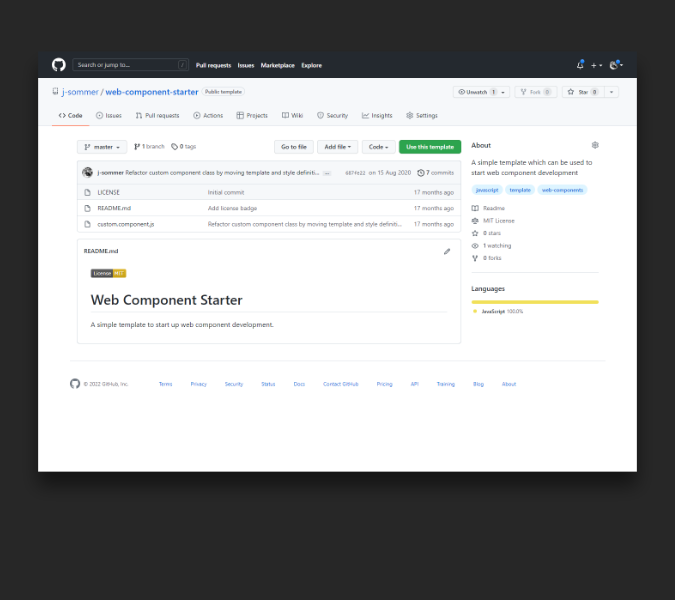 Search or jump to... /
Pull requests Issues Marketplace Explore
j-sommer / web-component-starter Public template
Unwatch 1 Fork 0 Star 0
Code Issues Pull requests Actions Projects Wiki Security Insights Settings
master 1 branch 0 tags Go to file Add file Code Use this template
j-sommer Refactor custom component class by moving template and style definiti... on 15 Aug 2020 7 commits
LICENSE Initial commit 17 months ago
README.md Add license badge 17 months ago
custom.component.js Refactor custom component class by moving template and style definiti... 17 months ago
README.md
License MIT
Web Component Starter
A simple template to start up web component development.
About
A simple template which can be used to
start web component development
javascript template web-components
Readme
MIT License
0 stars
1 watching
0 forks
Languages
JavaScript 100.0%
© 2022 GitHub, Inc. Terms Privacy Security Status Docs Contact GitHub Pricing API Training Blog About